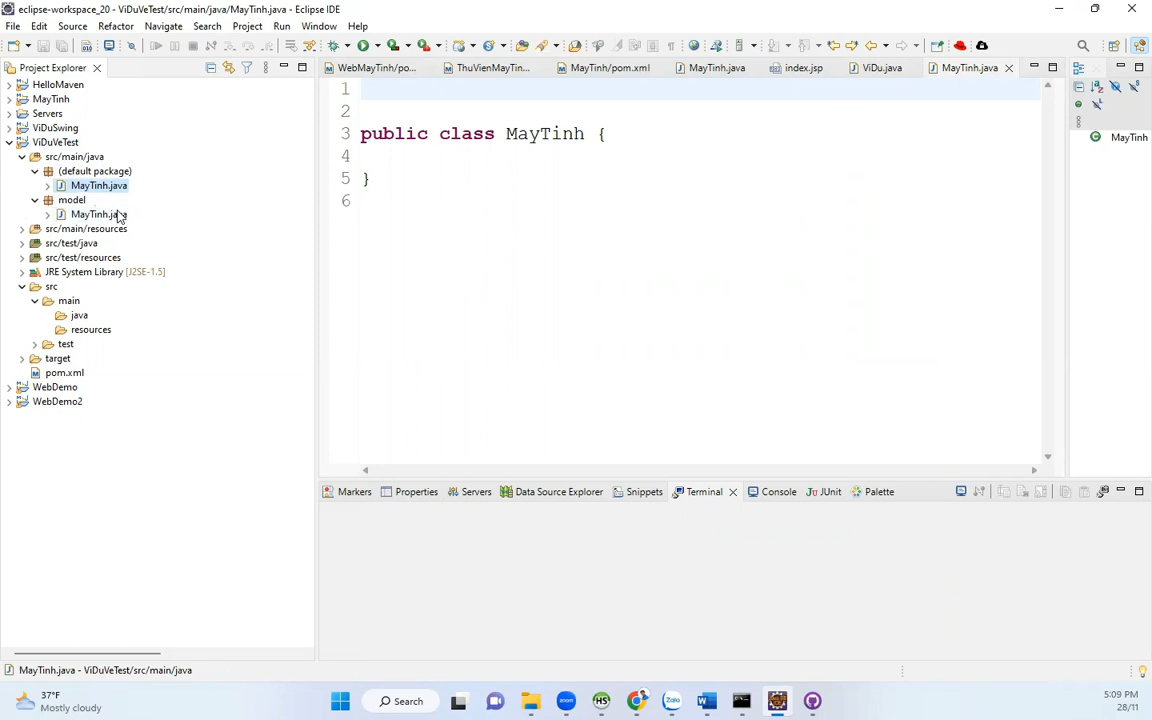 eclipse-workspace_20 - ViDuVeTest/src/main/java/MayTinh.java - Eclipse IDE
File Edit Source Refactor Navigate Search Project Run Window Help
Project Explorer
WebMayTinh/po... ThuVienMayTin... MayTinh/pom.xml MayTinh.java index.jsp ViDu.java MayTinh.java
HelloMaven
MayTinh
Servers
ViDuSwing
ViDuVeTest
src/main/java
(default package)
MayTinh.java
model
MayTinh.java
src/main/resources
src/test/java
src/test/resources
JRE System Library [J2SE-1.5]
src
main
java
resources
test
target
pom.xml
WebDemo
WebDemo2
1
2
3 public class MayTinh {
4
5 }
6
MayTinh
Markers Properties Servers Data Source Explorer Snippets Terminal Console JUnit Palette
MayTinh.java - ViDuVeTest/src/main/java
37°F
Mostly cloudy
Search
5:09 PM
28/11